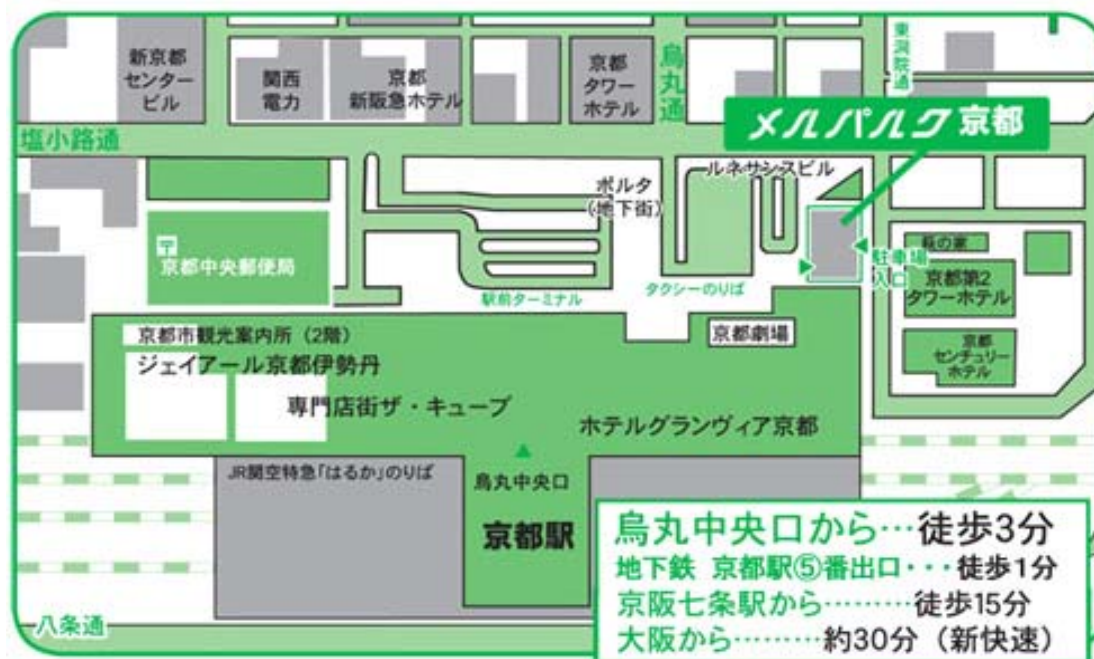 新京都
センター
ビル
関西
電力
京都
新阪急ホテル
京都
タワー
ホテル
烏丸通
東洞院通
塩小路通
メルパルク京都
ルネサンスビル
ポルタ
(地下街)
〒
京都中央郵便局
駅前ターミナル
タクシーのりば
駐車場
入口
萩の家
京都第2
タワーホテル
京都
センチュリー
ホテル
京都劇場
京都市観光案内所(2階)
ジェイアール京都伊勢丹
専門店街ザ・キューブ
ホテルグランヴィア京都
JR関空特急「はるか」のりば
烏丸中央口
京都駅
烏丸中央口から…徒歩3分
地下鉄 京都駅⑤番出口・・・徒歩1分
京阪七条駅から………徒歩15分
大阪から………約30分(新快速)
八条通